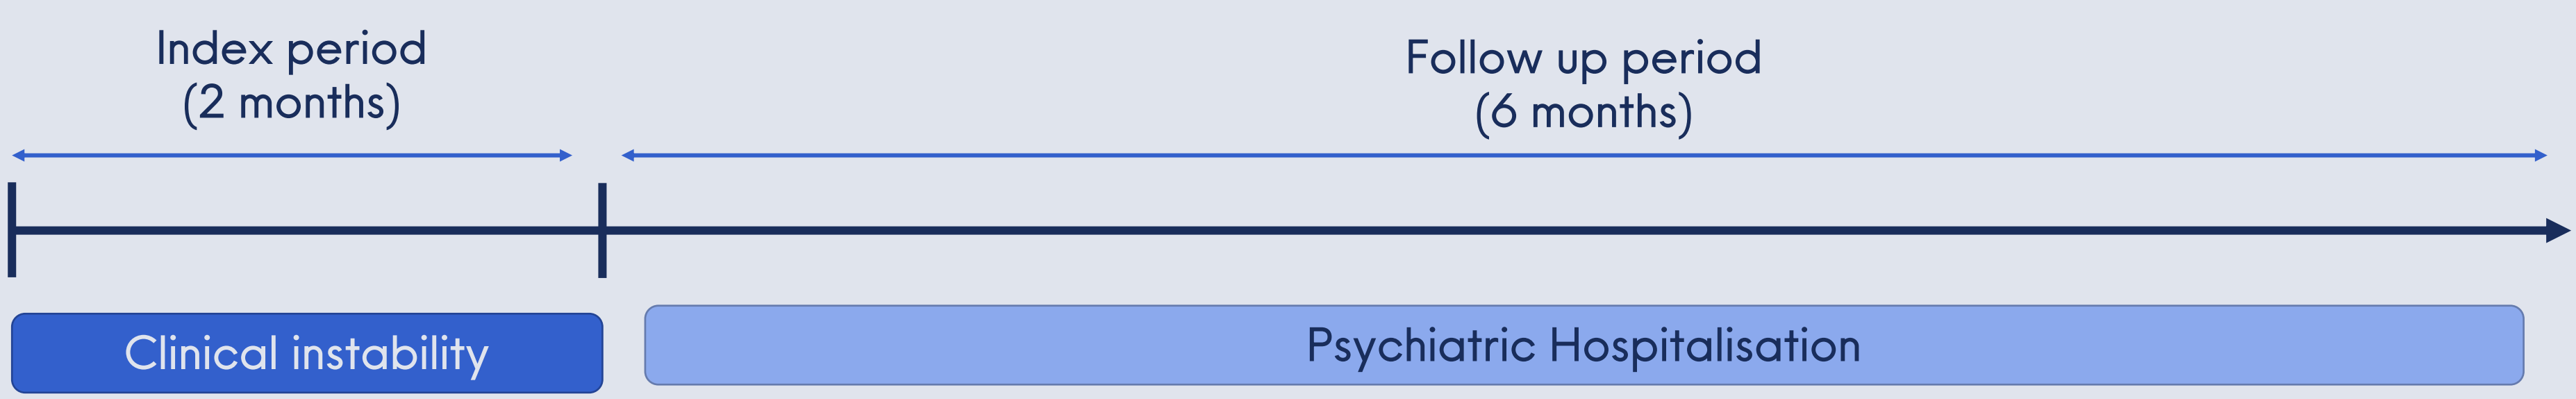 Index period
(2 months)
Follow up period
(6 months)
Clinical instability
Psychiatric Hospitalisation